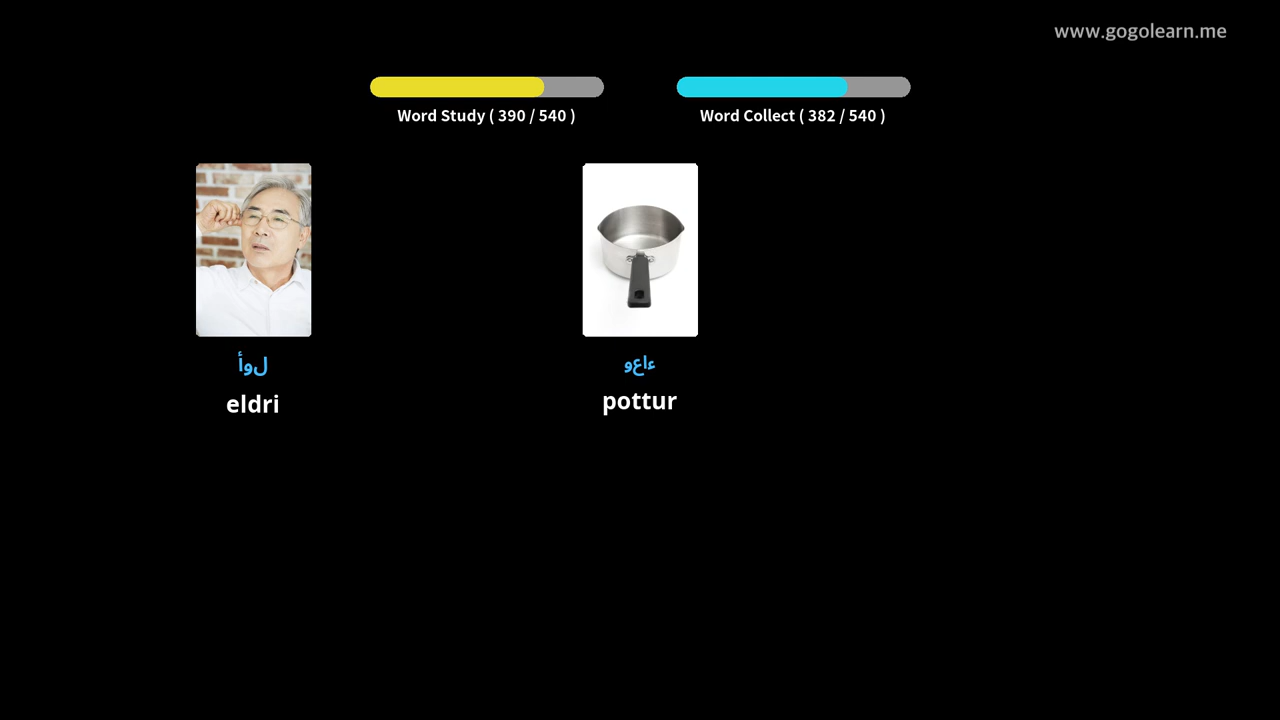 www.gogolearn.me
Word Study ( 390 / 540 )
Word Collect ( 382 / 540 )
لوأ
ءاعو
eldri
pottur